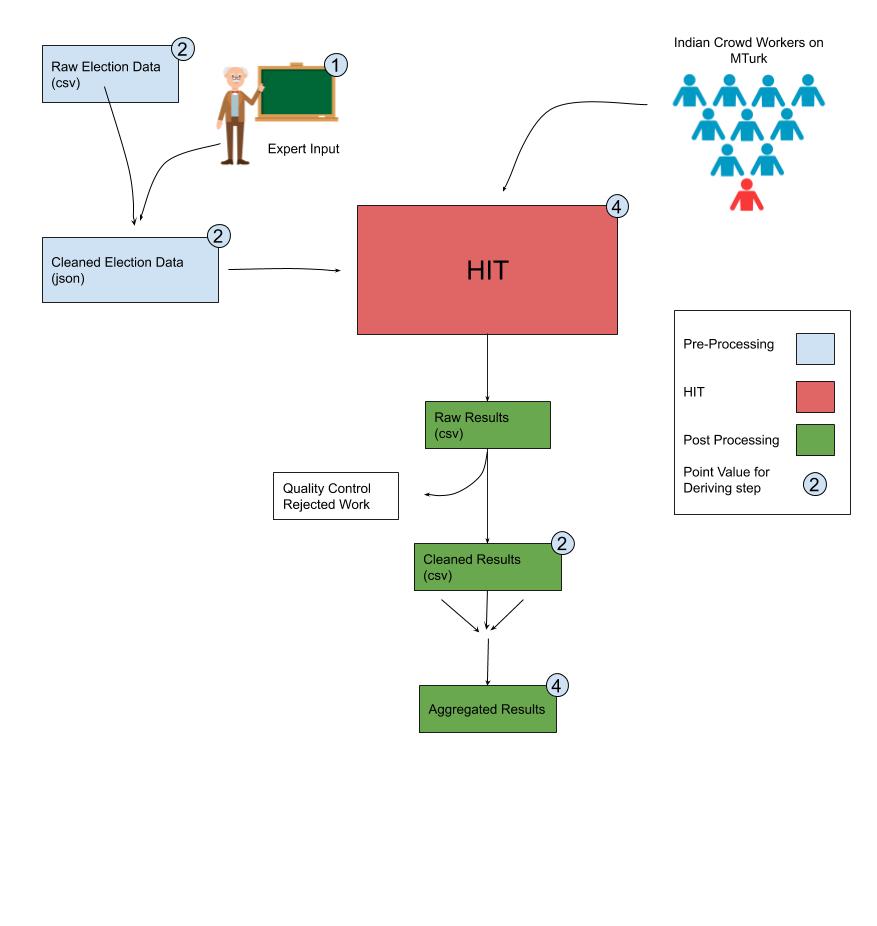 Raw Election Data
(csv)
2
1
Expert Input
Indian Crowd Workers on
MTurk
Cleaned Election Data
(json)
2
HIT
4
Pre-Processing
HIT
Post Processing
Point Value for
Deriving step
2
Raw Results
(csv)
Quality Control
Rejected Work
Cleaned Results
(csv)
2
Aggregated Results
4